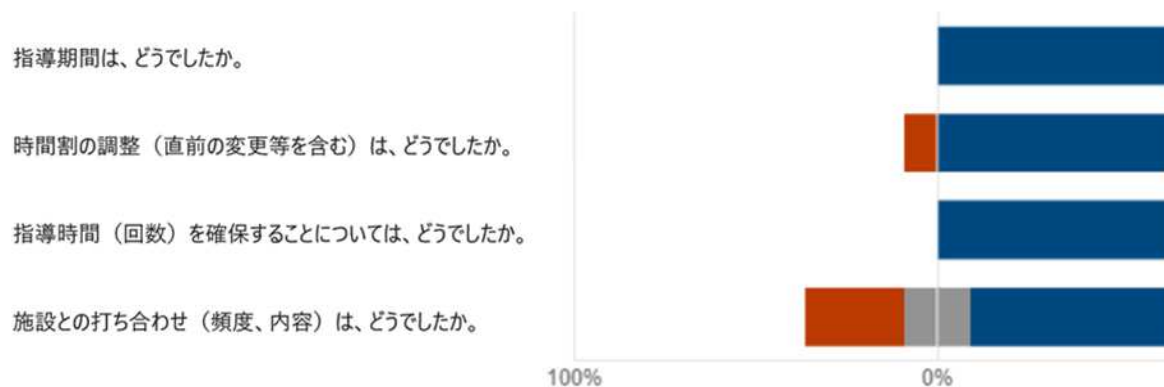 指導期間は、どうでしたか。
時間割の調整（直前の変更等を含む）は、どうでしたか。
指導時間（回数）を確保することについては、どうでしたか。
施設との打ち合わせ（頻度、内容）は、どうでしたか。
100% 0%